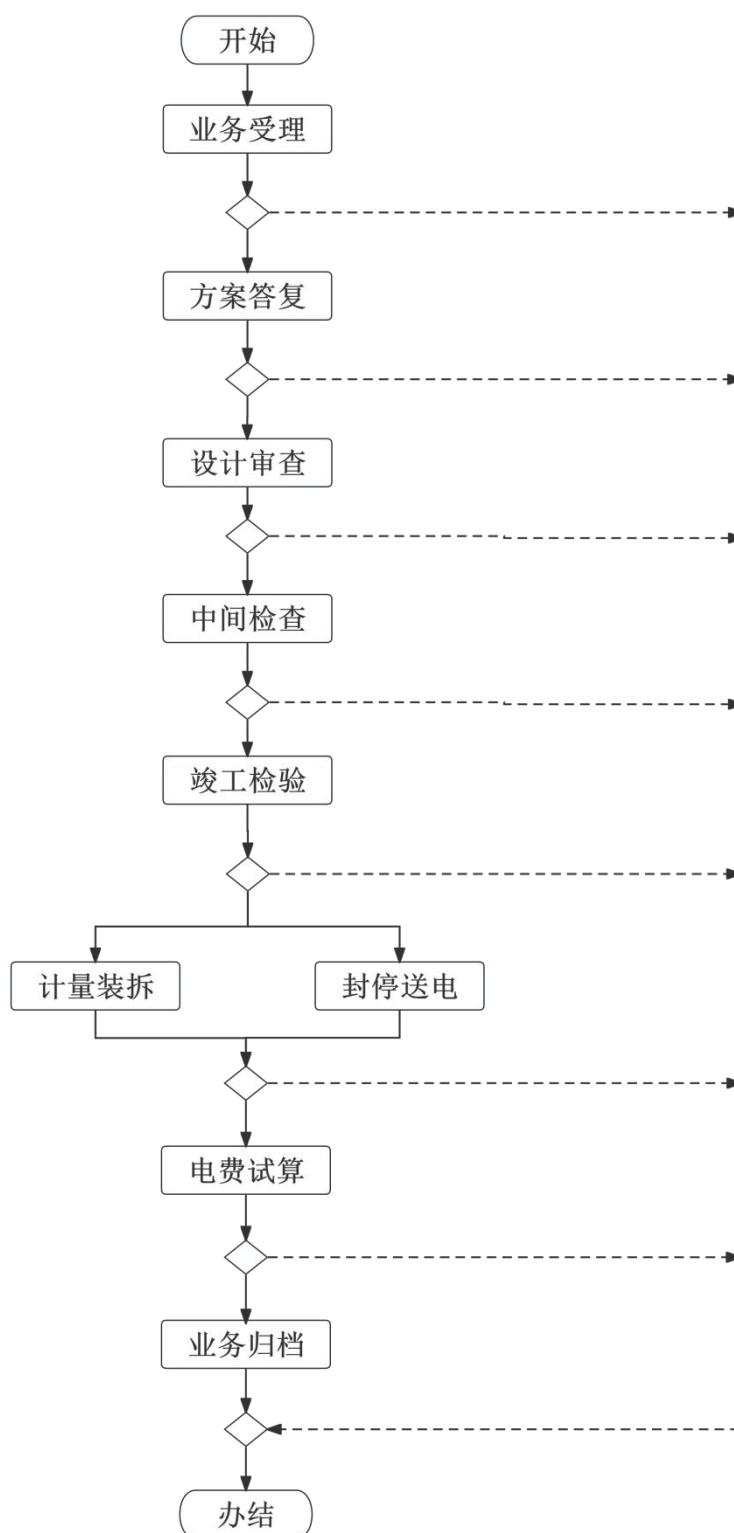 开始
业务受理
方案答复
设计审查
中间检查
竣工检验
计量装拆
封停送电
电费试算
业务归档
办结